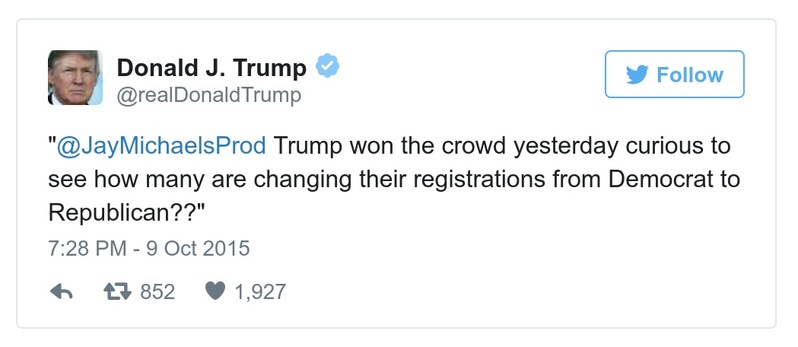 Donald J. Trump
@realDonaldTrump
Follow
"@JayMichaelsProd Trump won the crowd yesterday curious to
see how many are changing their registrations from Democrat to
Republican??"
7:28 PM - 9 Oct 2015
852 1,927